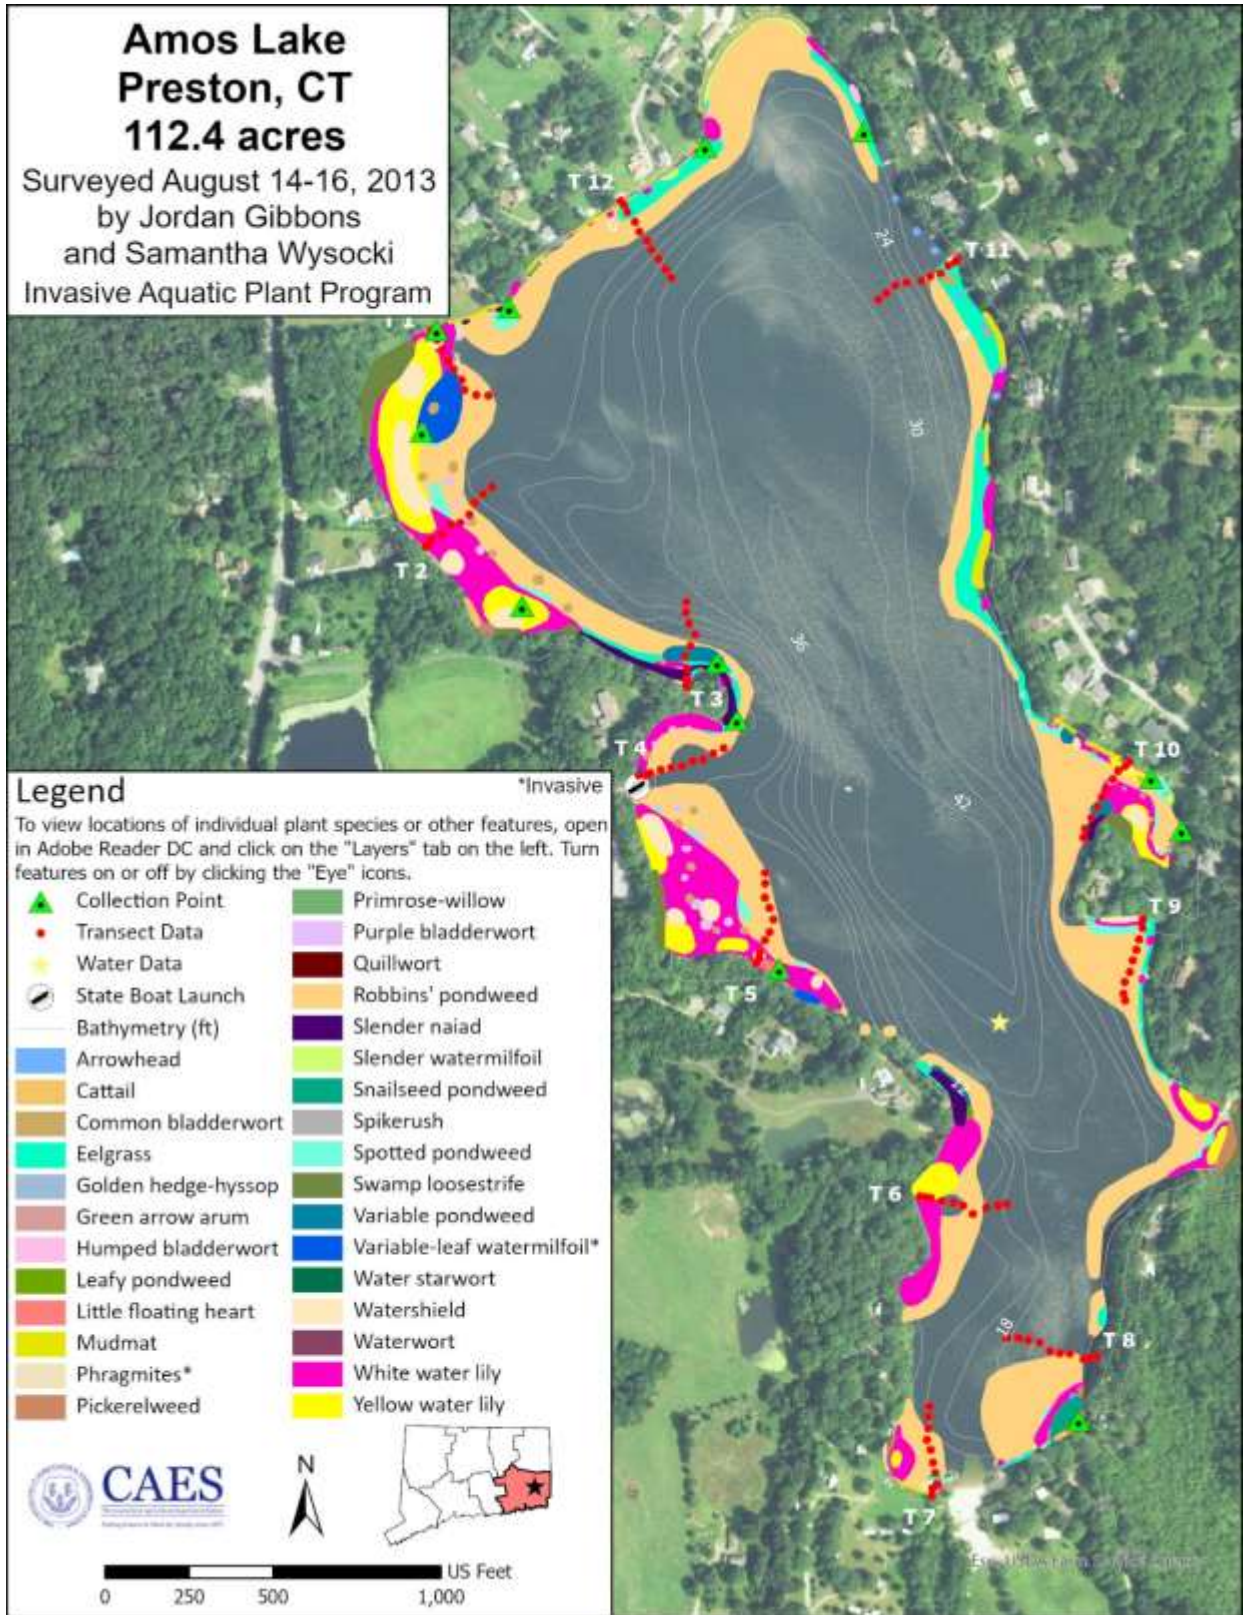 Amos Lake
Preston, CT
112.4 acres
Surveyed August 14-16, 2013
by Jordan Gibbons
and Samantha Wysocki
Invasive Aquatic Plant Program
T 12
T 11
24
T 1
30
T 2
36
T 3
T 4
T 10
42
T 9
T 5
T 6
18
T 8
T 7
Legend
*Invasive
To view locations of individual plant species or other features, open
in Adobe Reader DC and click on the "Layers" tab on the left. Turn
features on or off by clicking the "Eye" icons.
Collection Point
Transect Data
Water Data
State Boat Launch
Bathymetry (ft)
Arrowhead
Cattail
Common bladderwort
Eelgrass
Golden hedge-hyssop
Green arrow arum
Humped bladderwort
Leafy pondweed
Little floating heart
Mudmat
Phragmites*
Pickerelweed
Primrose-willow
Purple bladderwort
Quillwort
Robbins' pondweed
Slender naiad
Slender watermilfoil
Snailseed pondweed
Spikerush
Spotted pondweed
Swamp loosestrife
Variable pondweed
Variable-leaf watermilfoil*
Water starwort
Watershield
Waterwort
White water lily
Yellow water lily
CAES
N
US Feet
0 250 500 1,000